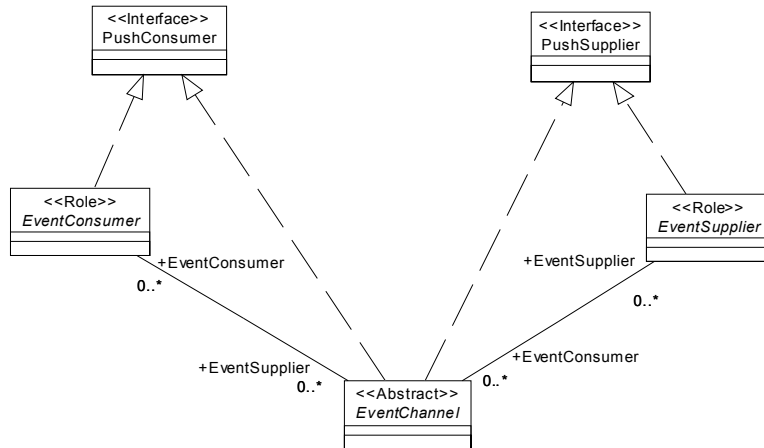 <<Interface>>
PushConsumer
<<Interface>>
PushSupplier
<<Role>>
EventConsumer
<<Role>>
EventSupplier
+EventConsumer
0..*
+EventSupplier
0..*
+EventSupplier
0..*
+EventConsumer
0..*
<<Abstract>>
EventChannel